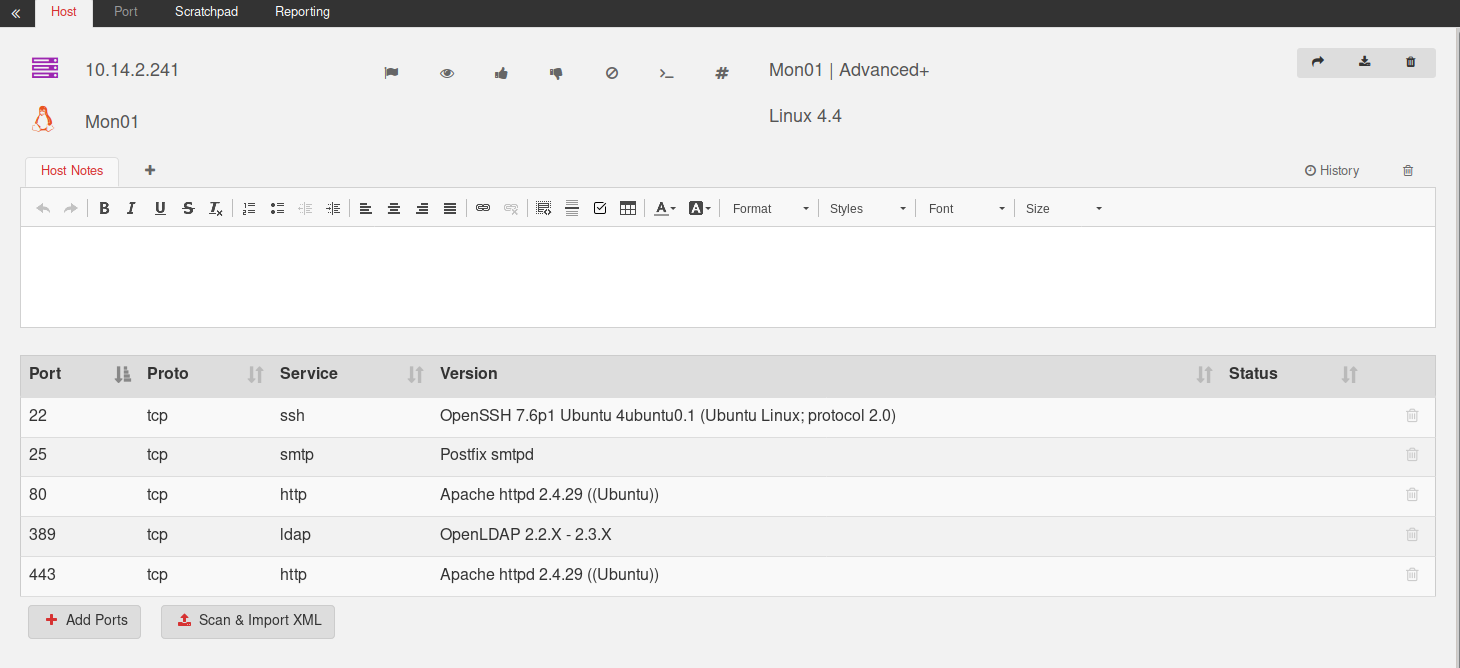 Host Port Scratchpad Reporting
10.14.2.241 Mon01 | Advanced+
Mon01 Linux 4.4
Host Notes History
B I U S Tx A A Format Styles Font Size
Port Proto Service Version Status
22 tcp ssh OpenSSH 7.6p1 Ubuntu 4ubuntu0.1 (Ubuntu Linux; protocol 2.0)
25 tcp smtp Postfix smtpd
80 tcp http Apache httpd 2.4.29 ((Ubuntu))
389 tcp ldap OpenLDAP 2.2.X - 2.3.X
443 tcp http Apache httpd 2.4.29 ((Ubuntu))
Add Ports Scan & Import XML